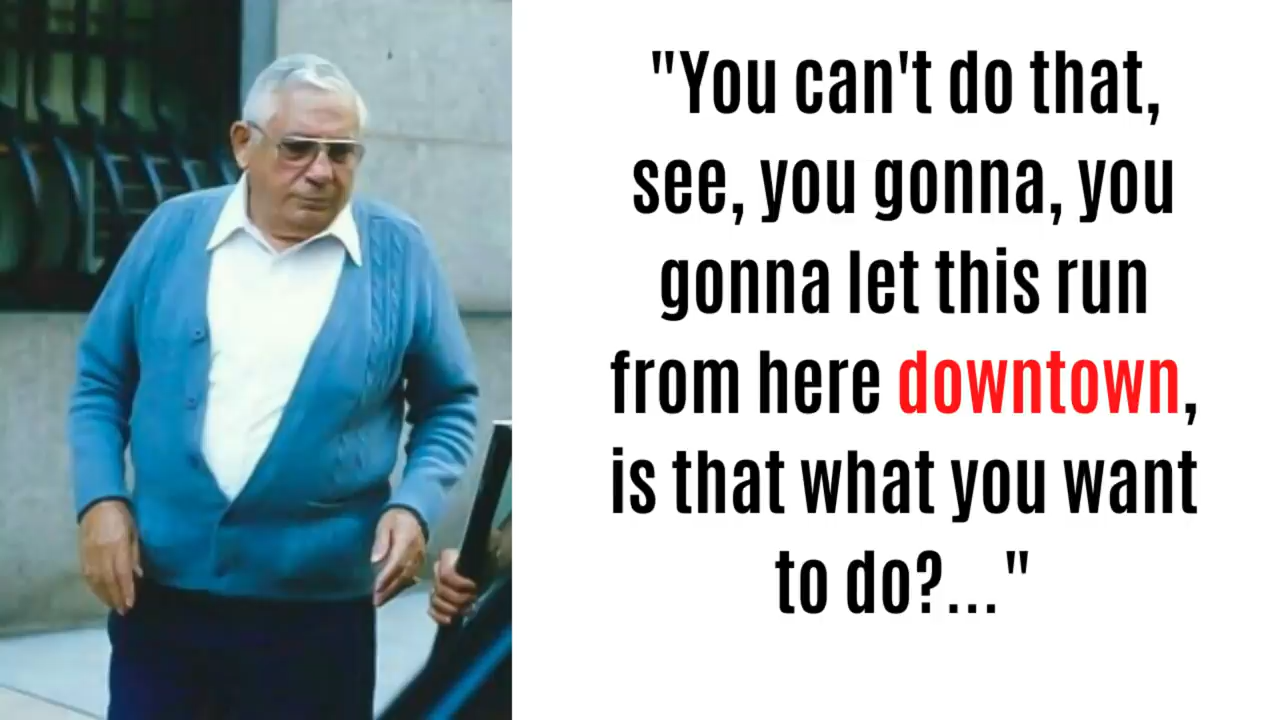 "You can't do that,
see, you gonna, you
gonna let this run
from here downtown,
is that what you want
to do?..."